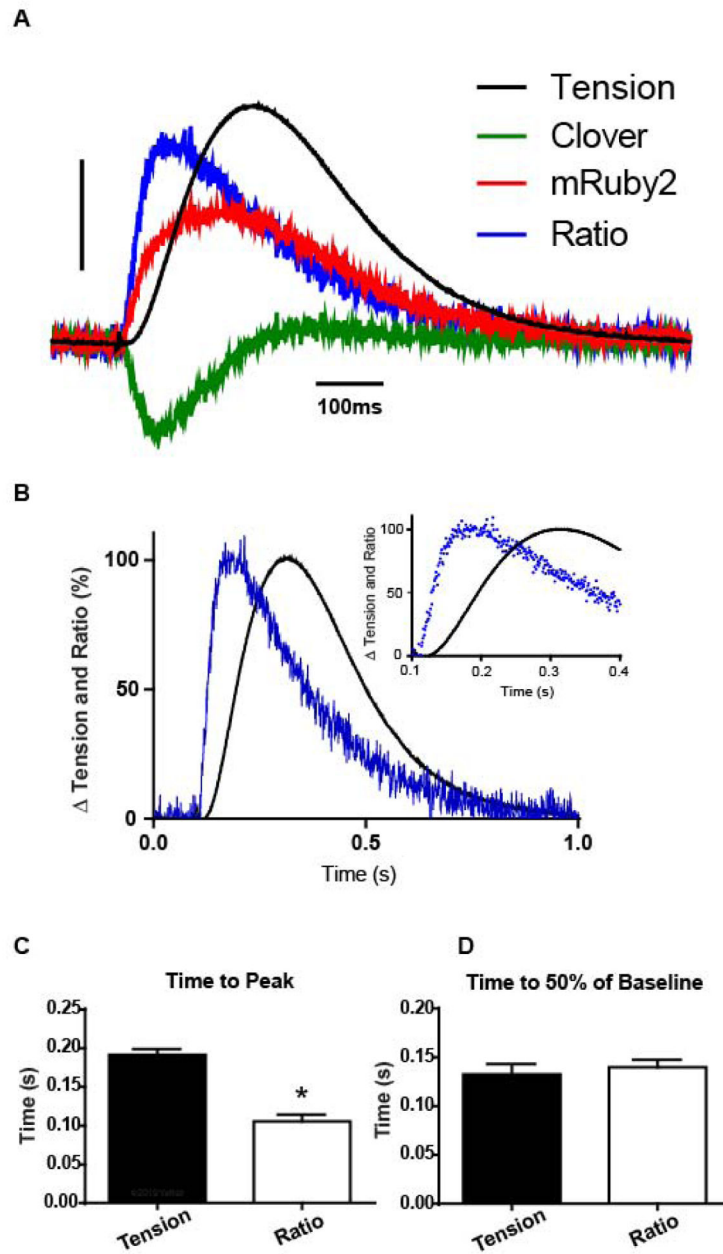 A
Tension
Clover
mRuby2
Ratio
100ms
B
Δ Tension and Ratio (%)
100
50
0
0.0
0.5
1.0
Time (s)
Δ Tension and Ratio
100
50
0
0.1
0.2
0.3
0.4
Time (s)
C
Time to Peak
Time (s)
0.25
0.20
0.15
0.10
0.05
0.00
*
Tension
Ratio
D
Time to 50% of Baseline
Time (s)
0.20
0.15
0.10
0.05
0.00
Tension
Ratio